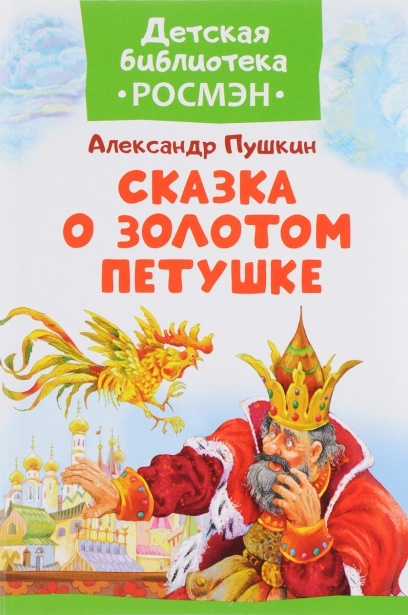 Детская
библиотека
•РОСМЭН•
Александр Пушкин
СКАЗКА
О ЗОЛОТОМ
ПЕТУШКЕ